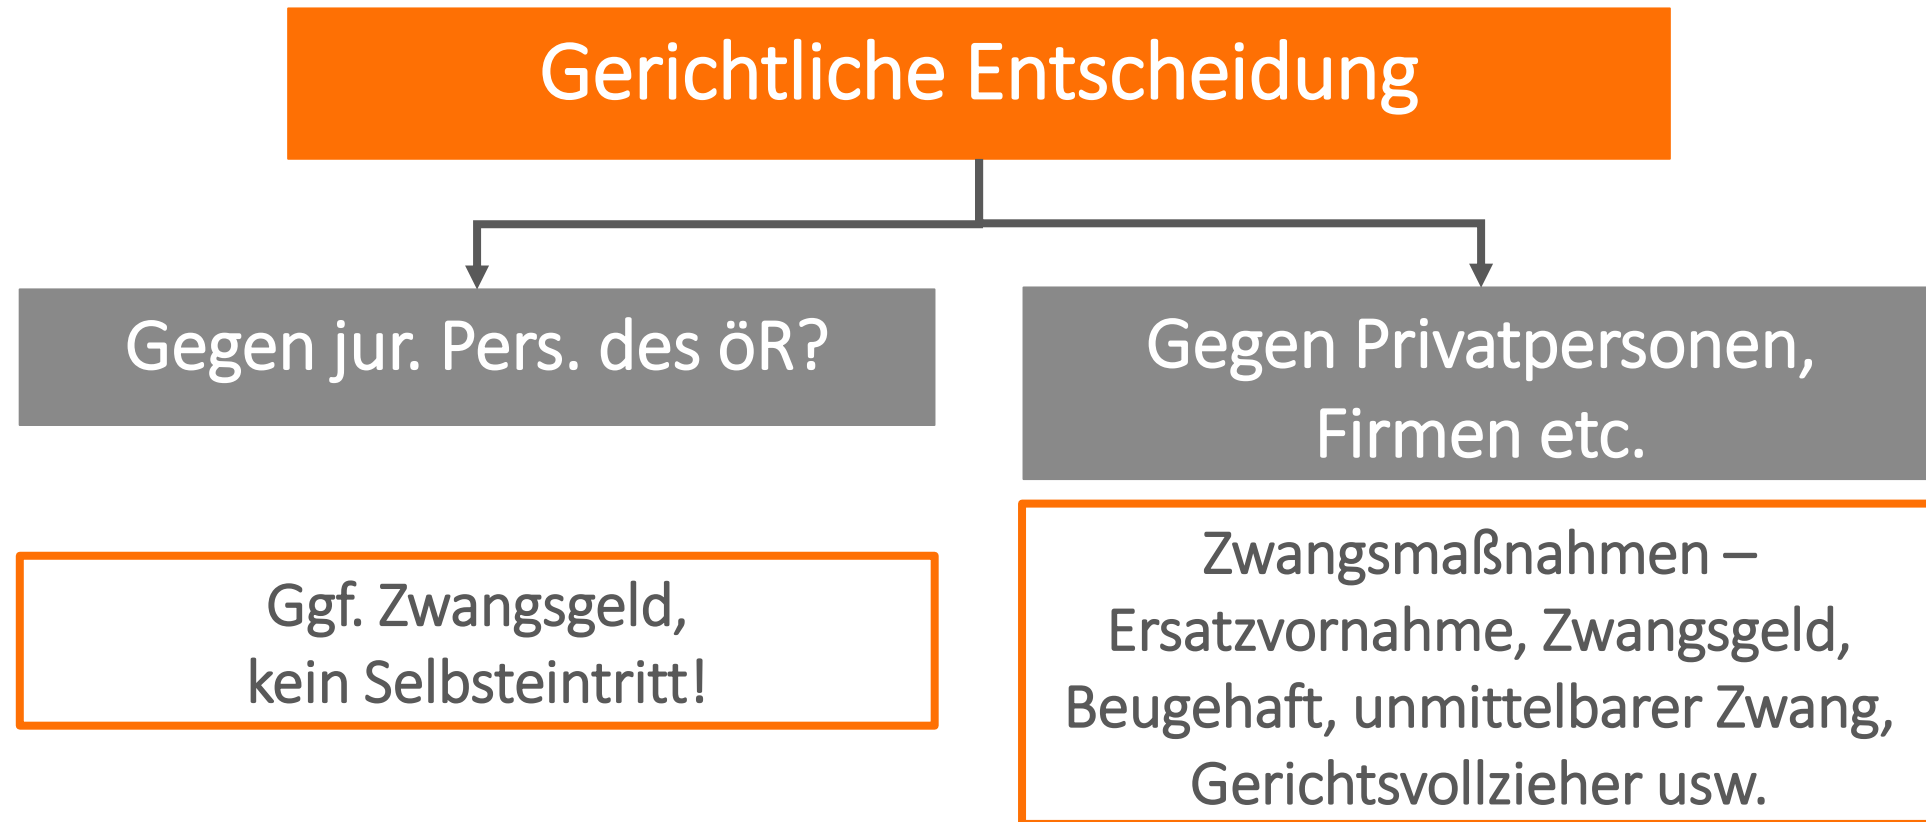 Gerichtliche Entscheidung
Gegen jur. Pers. des öR?
Ggf. Zwangsgeld,
kein Selbsteintritt!
Gegen Privatpersonen,
Firmen etc.
Zwangsmaßnahmen –
Ersatzvornahme, Zwangsgeld,
Beugehaft, unmittelbarer Zwang,
Gerichtsvollzieher usw.